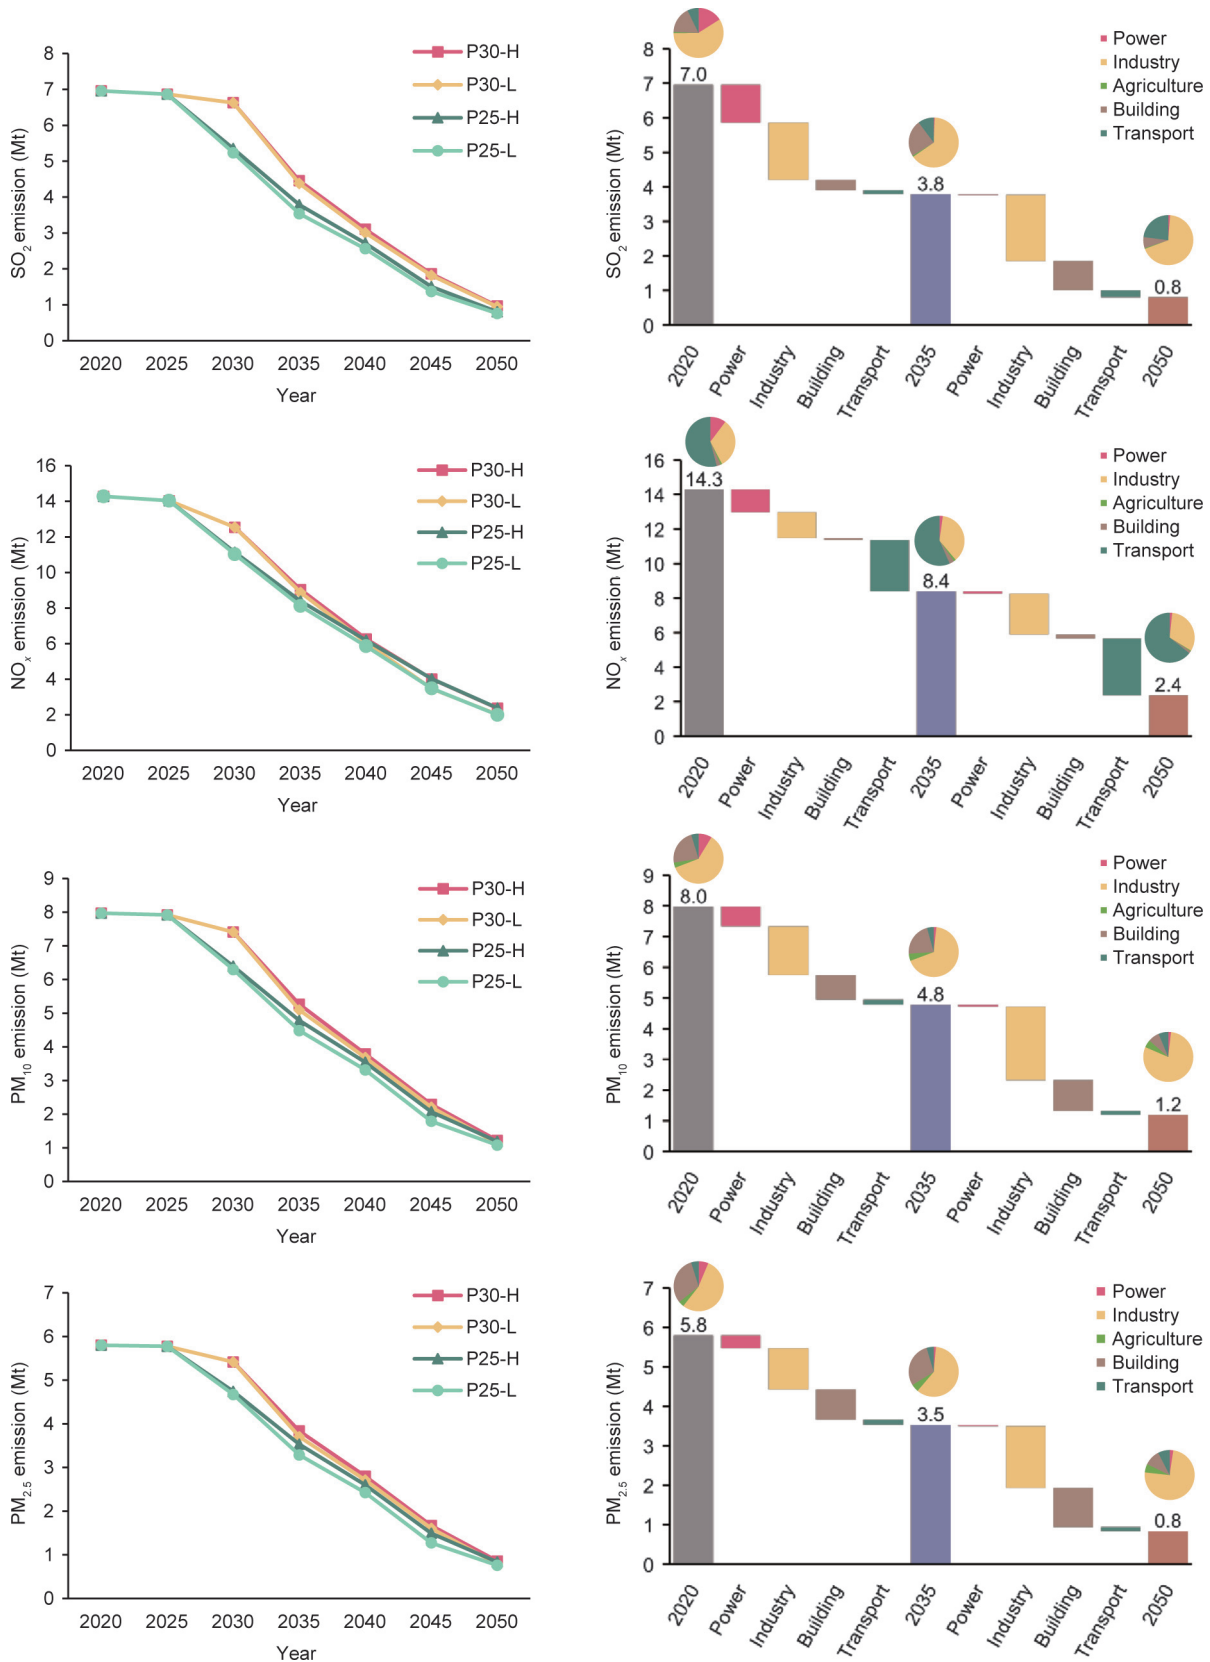 8
7
6
5
4
3
2
1
0
SO2 emission (Mt)
2020 2025 2030 2035 2040 2045 2050
Year
P30-H
P30-L
P25-H
P25-L
8
7
6
5
4
3
2
1
0
SO2 emission (Mt)
7.0
3.8
0.8
Power
Industry
Agriculture
Building
Transport
2020 Power Industry Building Transport 2035 Power Industry Building Transport 2050
16
14
12
10
8
6
4
2
0
NOx emission (Mt)
2020 2025 2030 2035 2040 2045 2050
Year
P30-H
P30-L
P25-H
P25-L
16
14
12
10
8
6
4
2
0
NOx emission (Mt)
14.3
8.4
2.4
Power
Industry
Agriculture
Building
Transport
2020 Power Industry Building Transport 2035 Power Industry Building Transport 2050
9
8
7
6
5
4
3
2
1
0
PM10 emission (Mt)
2020 2025 2030 2035 2040 2045 2050
Year
P30-H
P30-L
P25-H
P25-L
9
8
7
6
5
4
3
2
1
0
PM10 emission (Mt)
8.0
4.8
1.2
Power
Industry
Agriculture
Building
Transport
2020 Power Industry Building Transport 2035 Power Industry Building Transport 2050
7
6
5
4
3
2
1
0
PM2.5 emission (Mt)
2020 2025 2030 2035 2040 2045 2050
Year
P30-H
P30-L
P25-H
P25-L
7
6
5
4
3
2
1
0
PM2.5 emission (Mt)
5.8
3.5
0.8
Power
Industry
Agriculture
Building
Transport
2020 Power Industry Building Transport 2035 Power Industry Building Transport 2050